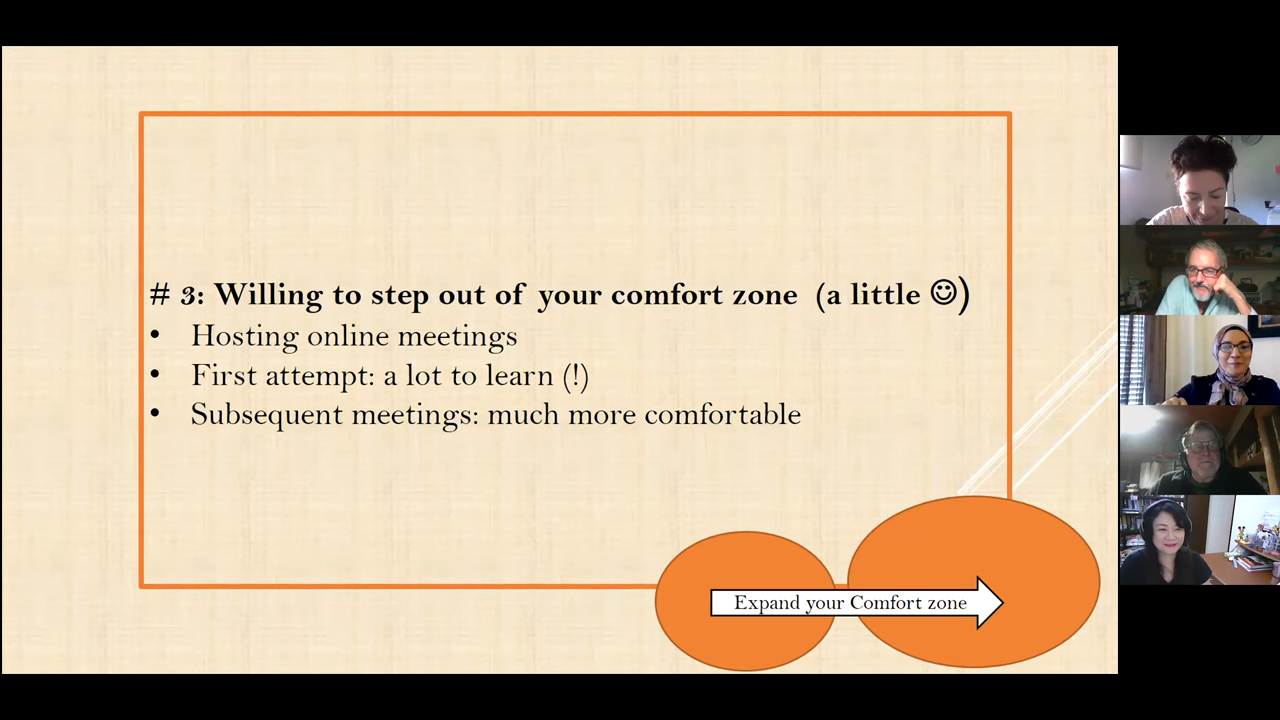 # 3: Willing to step out of your comfort zone (a little ☺)
• Hosting online meetings
• First attempt: a lot to learn (!)
• Subsequent meetings: much more comfortable
Expand your Comfort zone